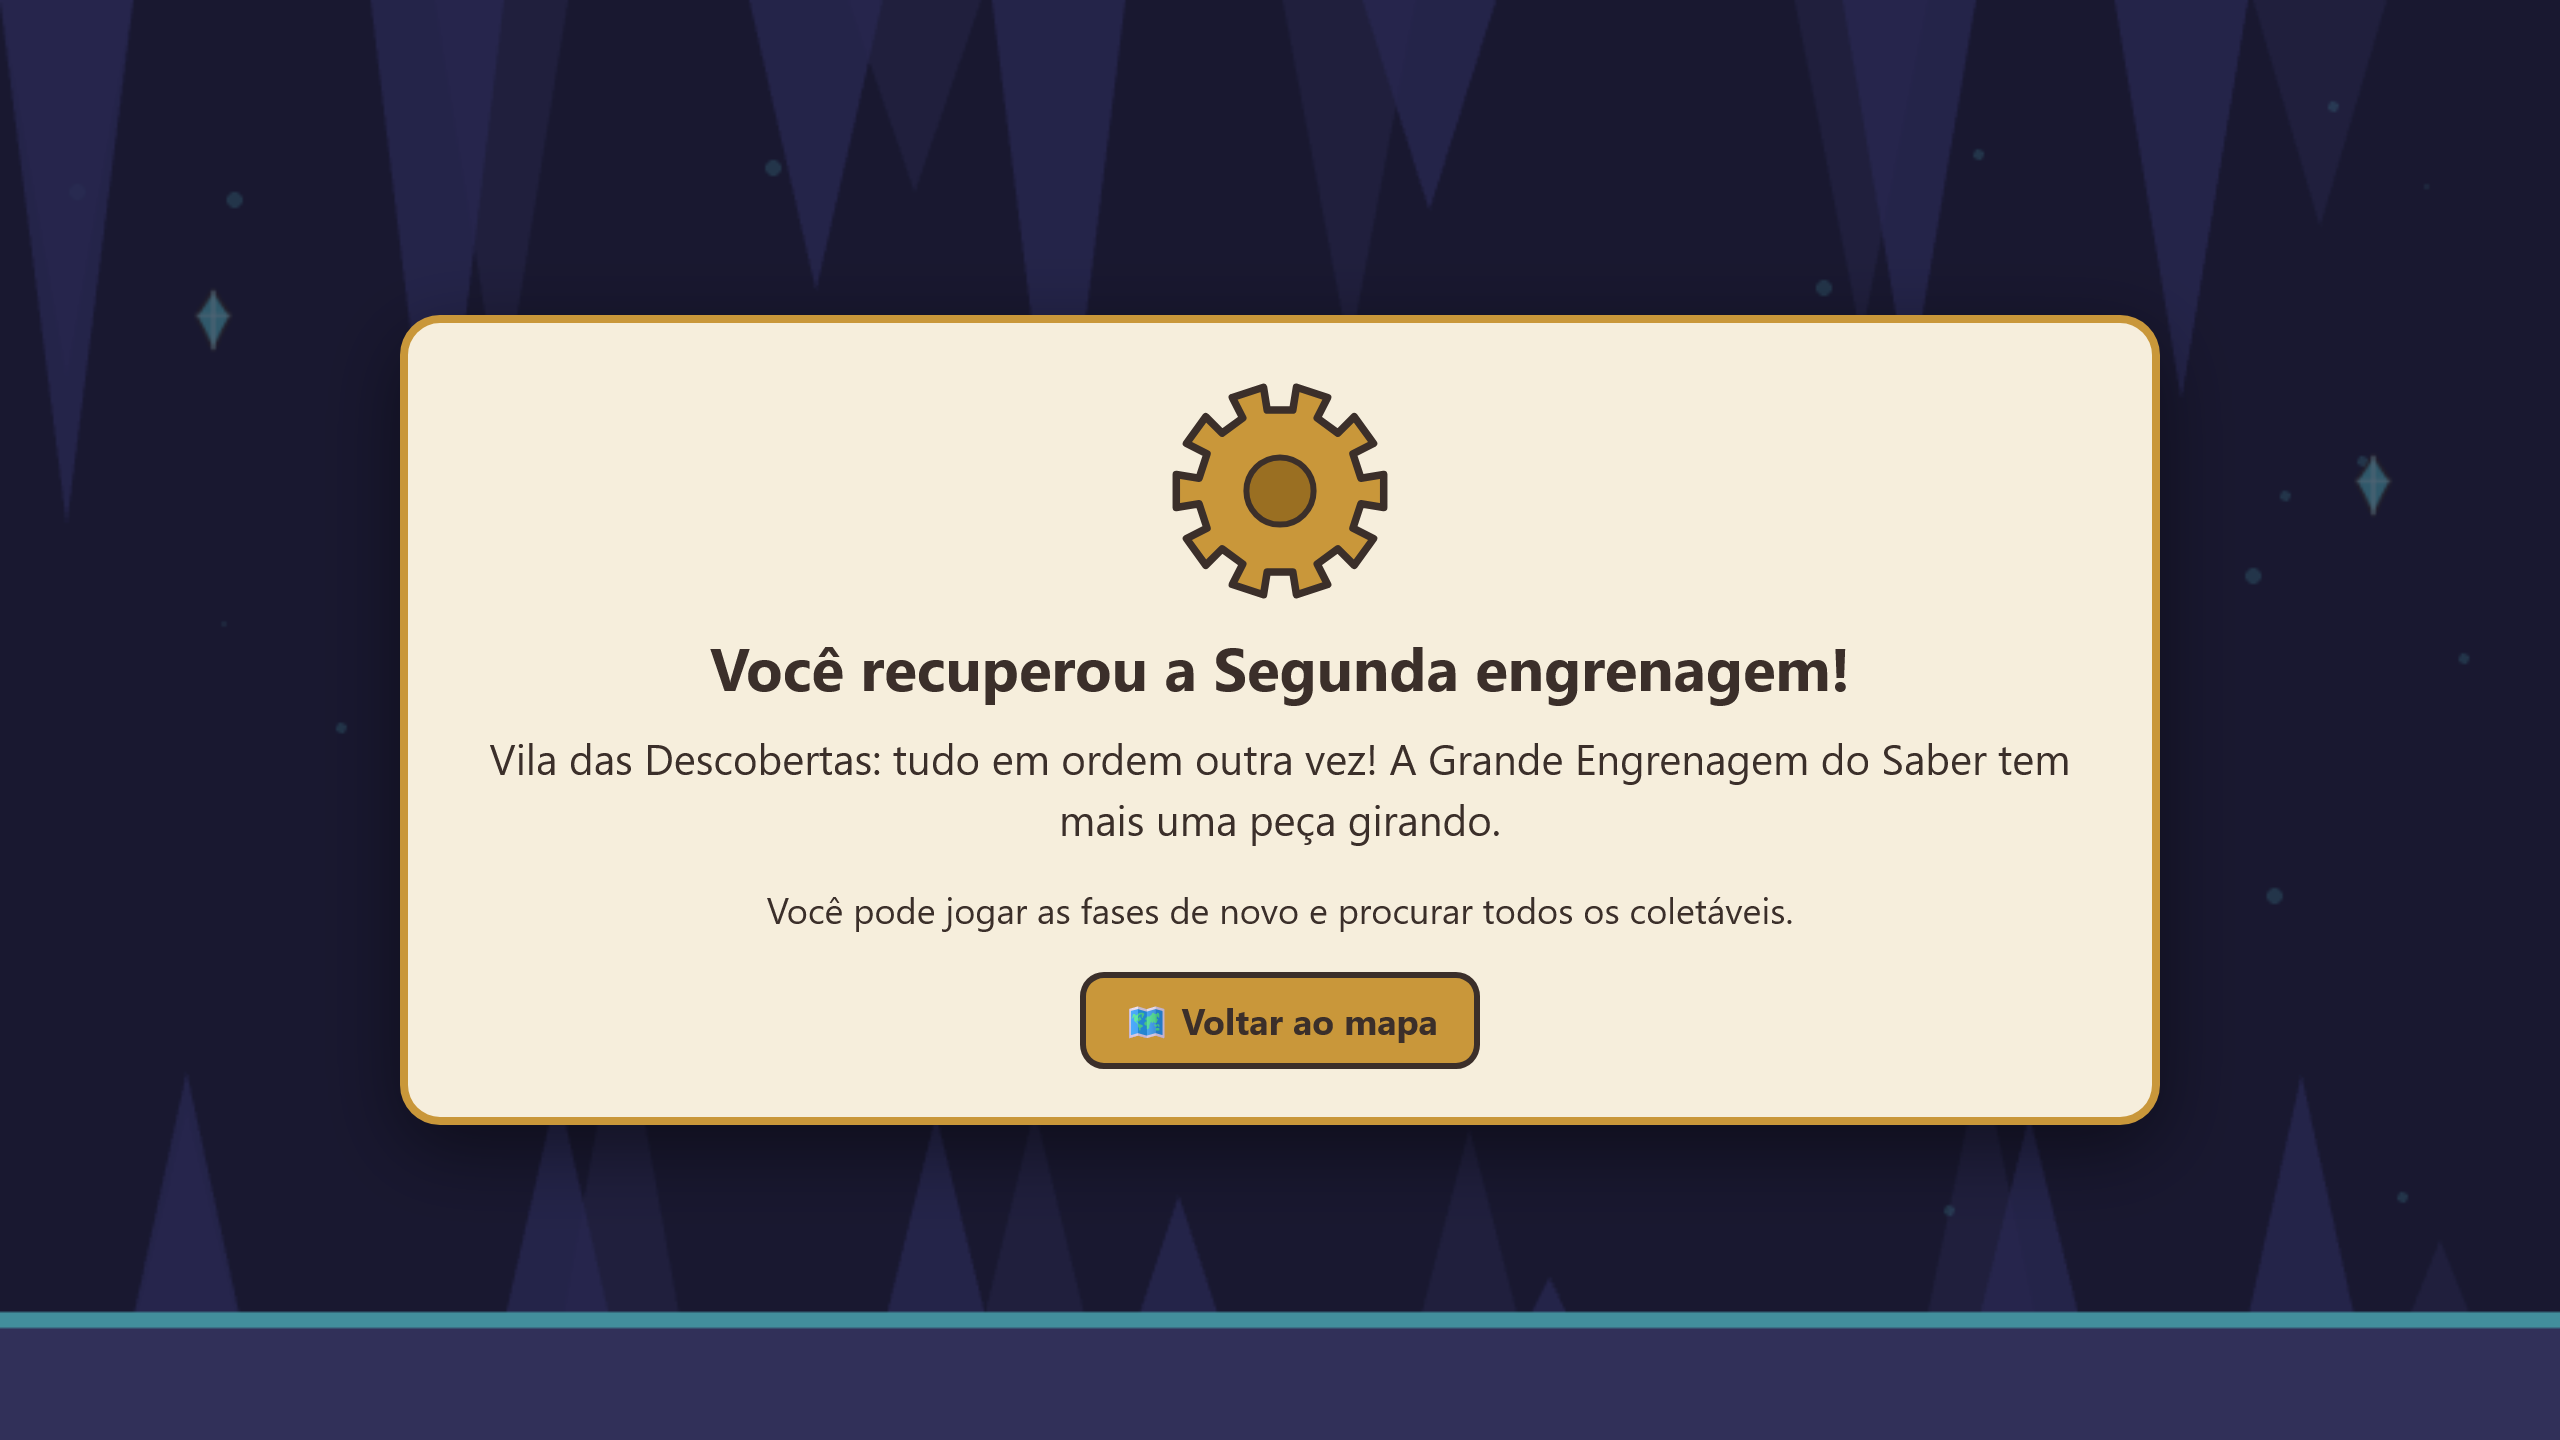 Você recuperou a Segunda engrenagem!
Vila das Descobertas: tudo em ordem outra vez! A Grande Engrenagem do Saber tem
mais uma peça girando.
Você pode jogar as fases de novo e procurar todos os coletáveis.
Voltar ao mapa